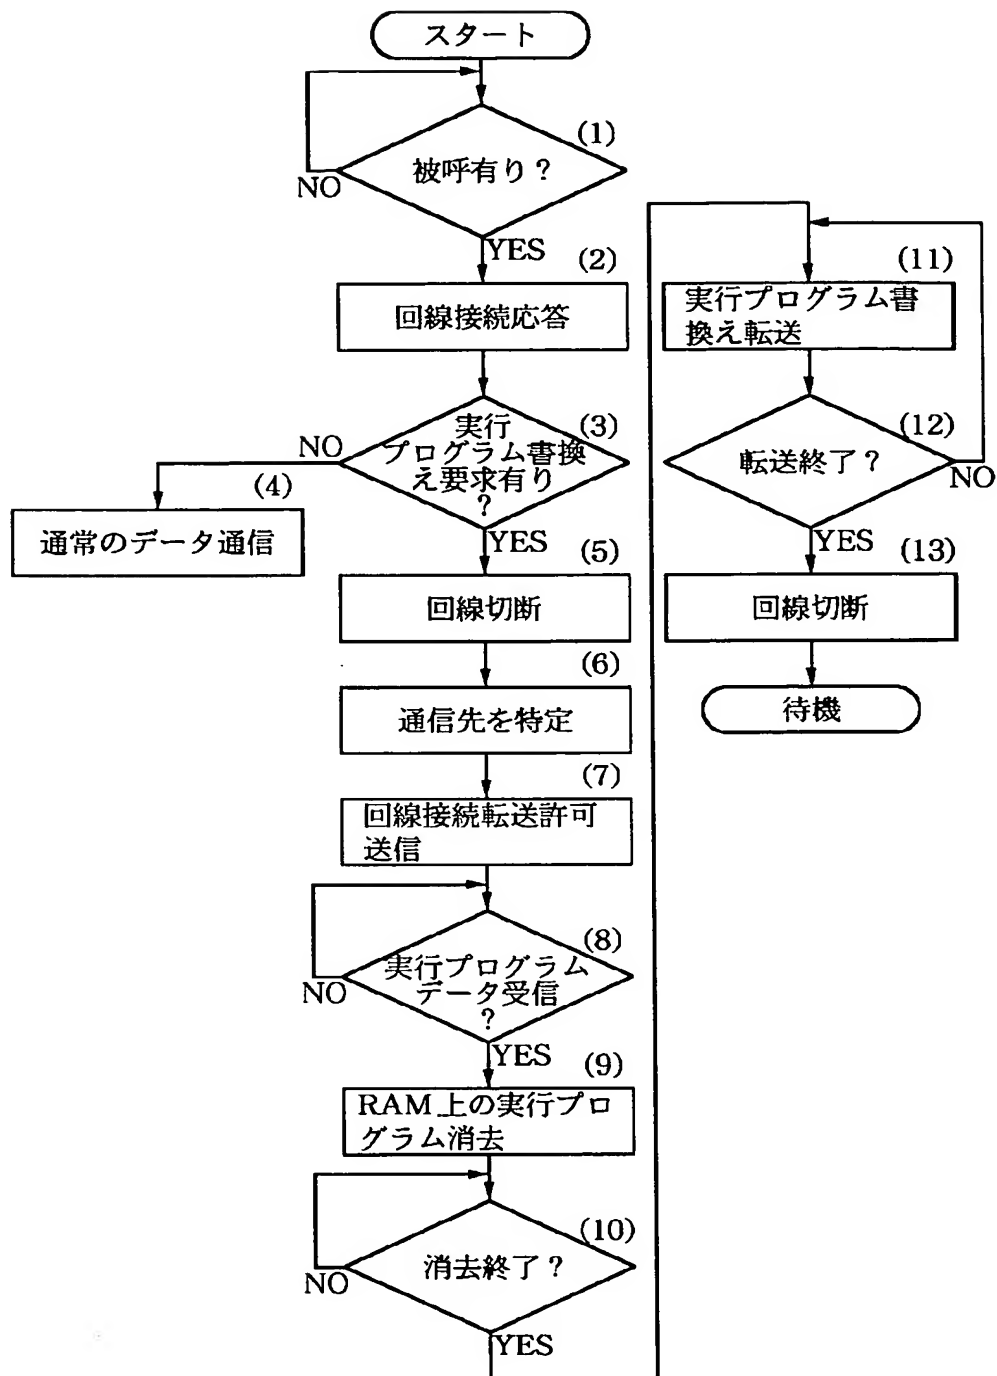 スタート
(1)
被呼有り?
NO
YES
(2)
回線接続応答
(3)
実行
プログラム書換
え要求有り
?
NO
(4)
通常のデータ通信
YES
(5)
回線切断
(6)
通信先を特定
(7)
回線接続転送許可
送信
(8)
実行プログラム
データ受信
?
NO
YES
(9)
RAM上の実行プロ
グラム消去
(10)
消去終了?
NO
YES
(11)
実行プログラム書
換え転送
(12)
転送終了?
NO
YES
(13)
回線切断
待機